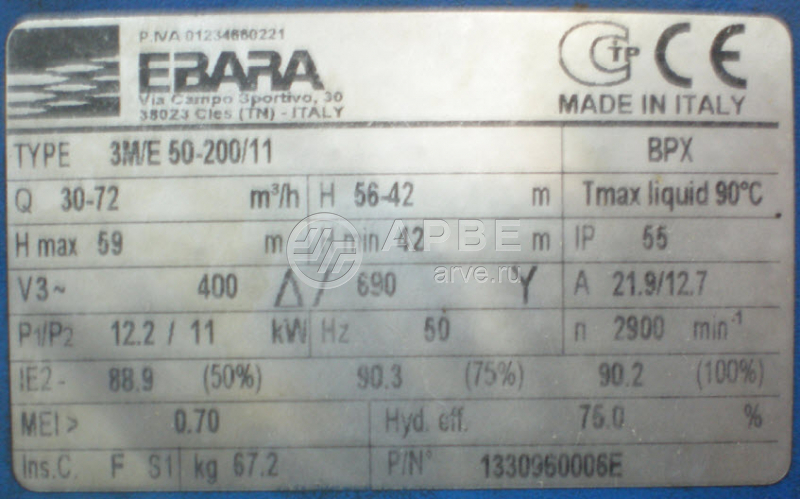 P.IVA 01234660221
EBARA
Via Campo Sportivo, 30
38023 Cles (TN) - ITALY
CTP CE
MADE IN ITALY
TYPE 3M/E 50-200/11 BPX
Q 30-72 m³/h H 56-42 m Tmax liquid 90°C
H max 59 m H min 42 m IP 55
АРВЕ
arve.ru
V3~ 400 Δ / 690 Y A 21.9/12.7
P1/P2 12.2 / 11 kW Hz 50 n 2900 min-1
IE2 - 88.9 (50%) 90.3 (75%) 90.2 (100%)
MEI > 0.70 Hyd. eff. 75.0 %
Ins.C. F S1 kg 67.2 P/N° 1330960006E